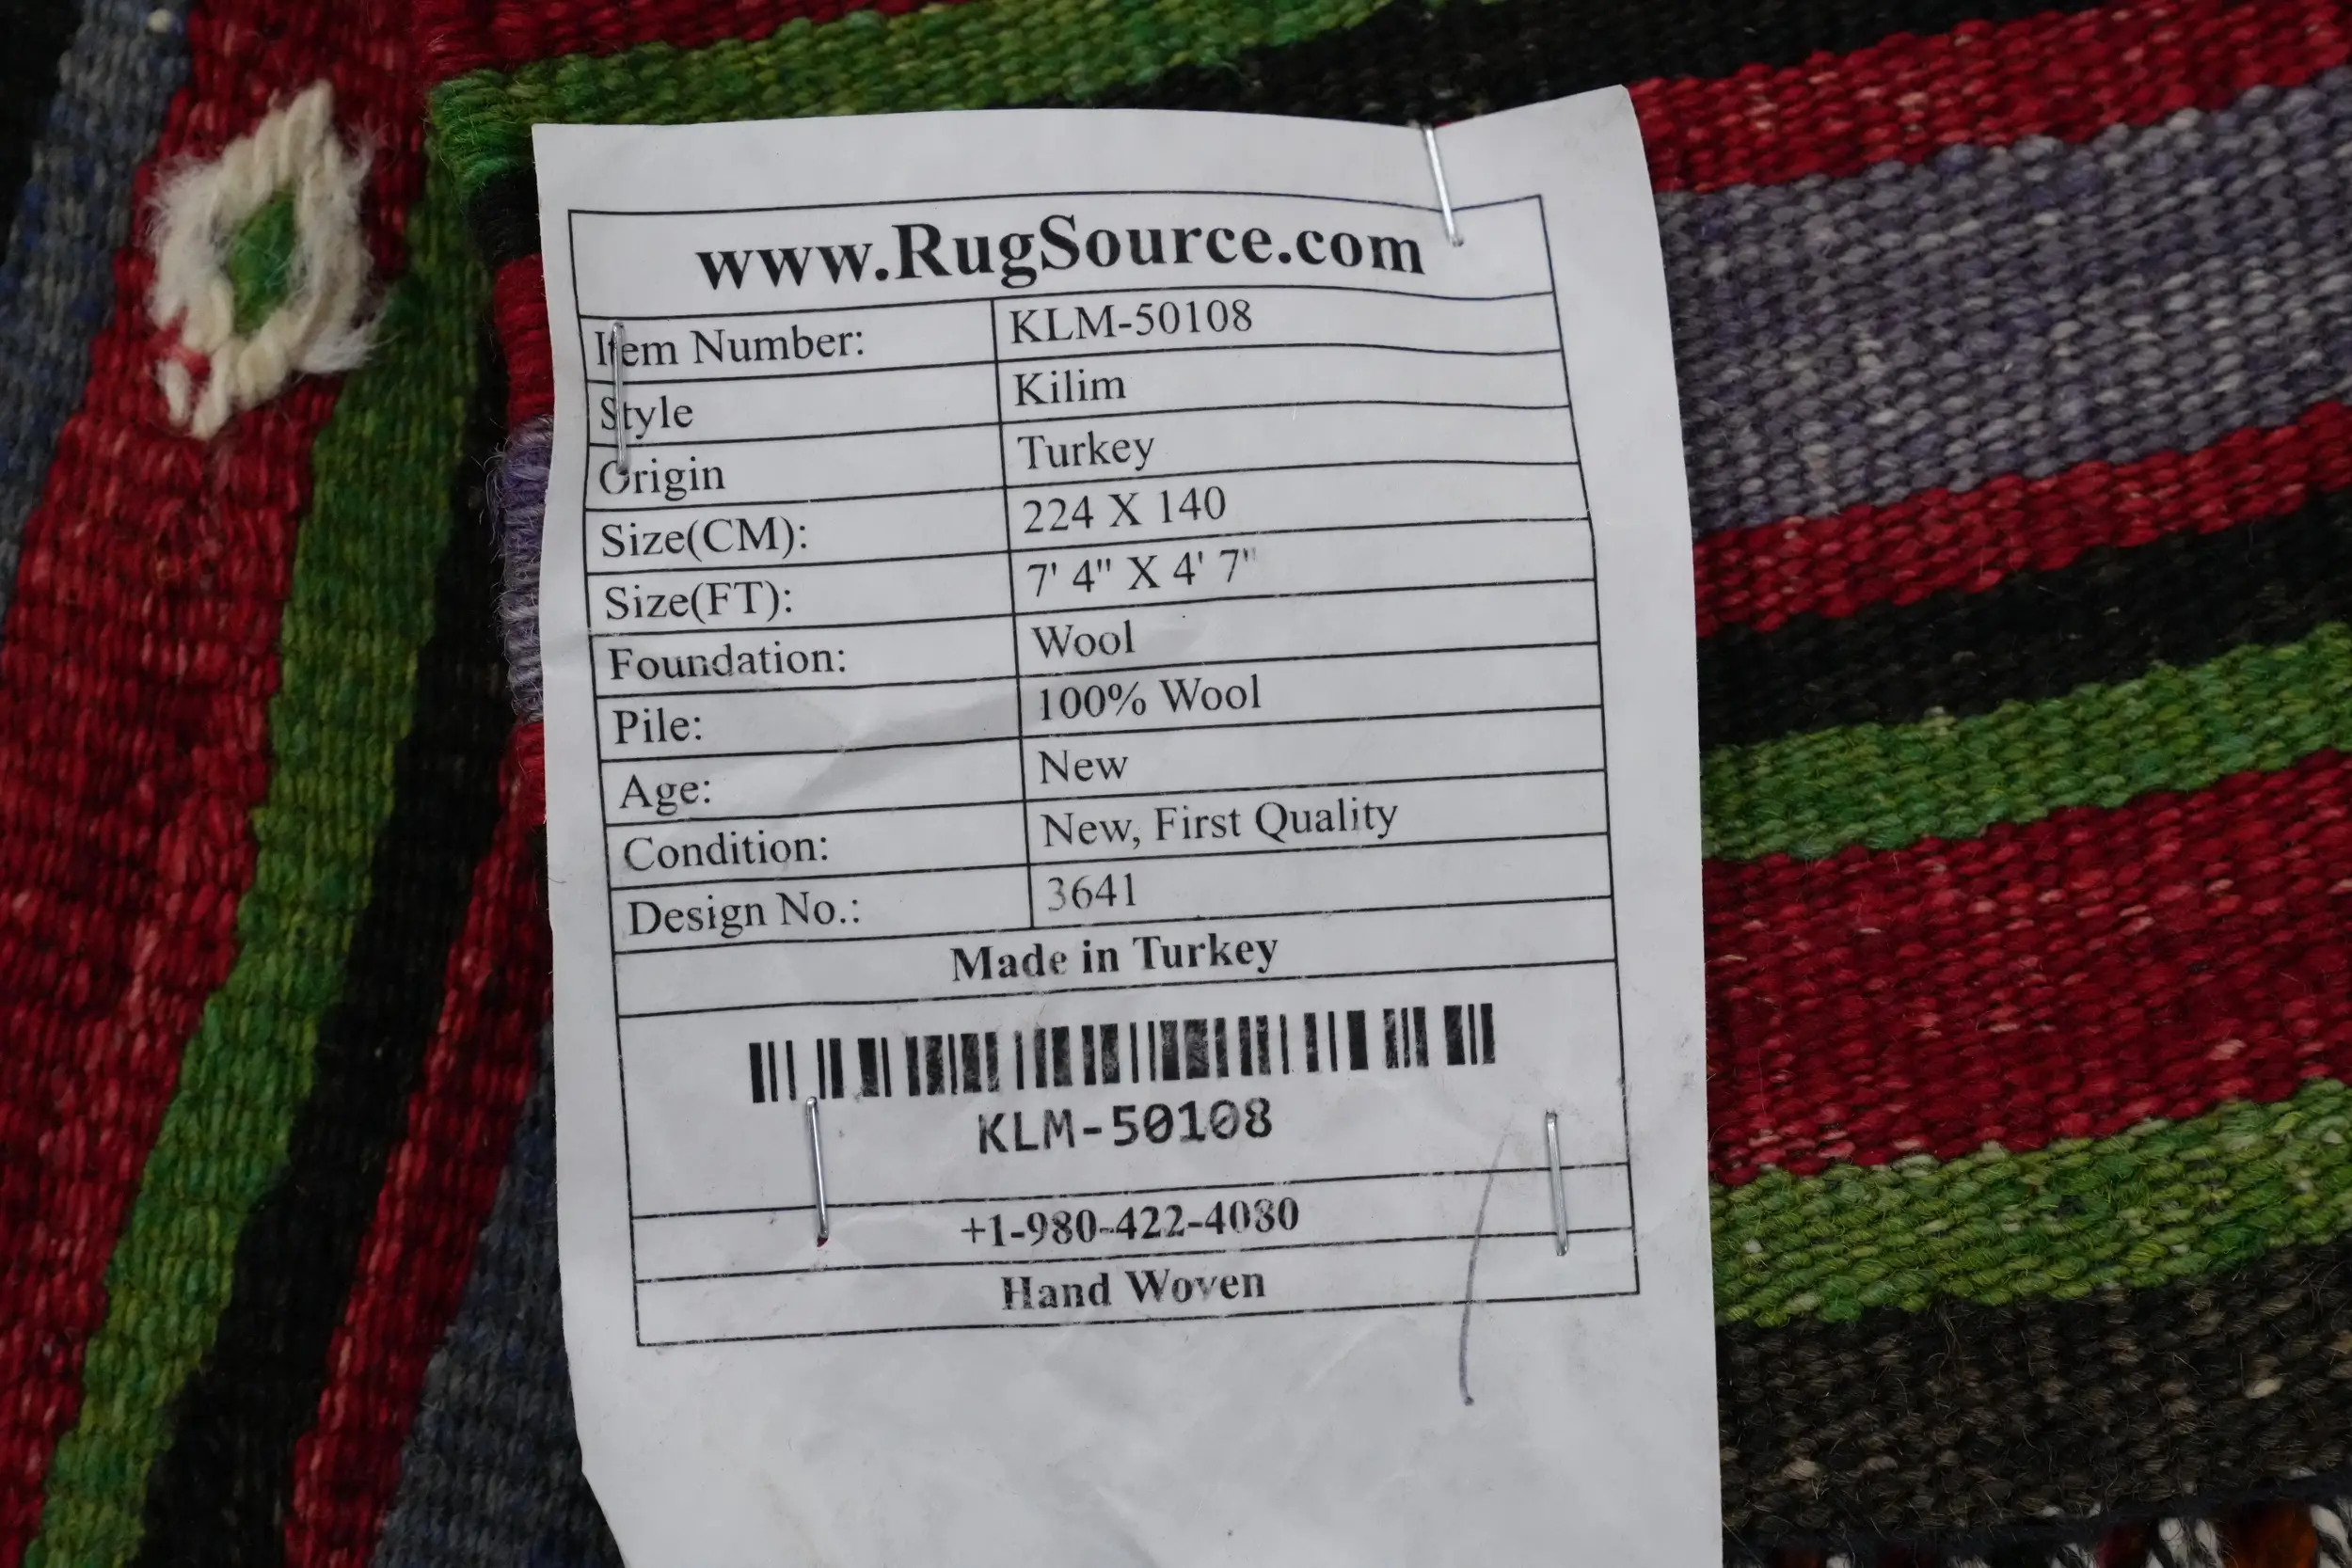 www.RugSource.com
Item Number: KLM-50108
Style Kilim
Origin Turkey
Size(CM): 224 X 140
Size(FT): 7' 4" X 4' 7"
Foundation: Wool
Pile: 100% Wool
Age: New
Condition: New, First Quality
Design No.: 3641
Made in Turkey
KLM-50108
+1-980-422-4080
Hand Woven